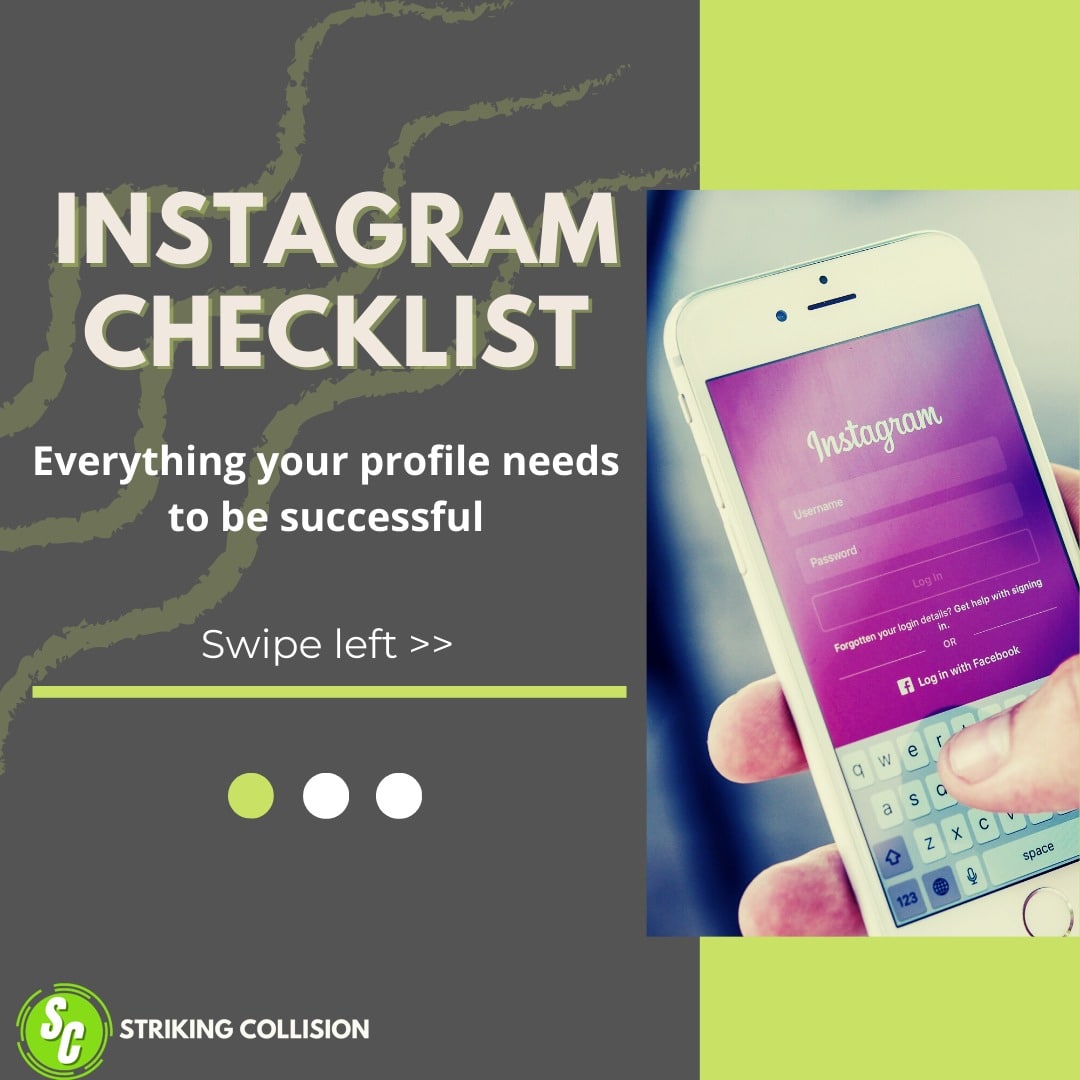 INSTAGRAM
CHECKLIST
Everything your profile needs
to be successful
Swipe left >>
Instagram
Username
Password
Log In
Forgotten your login details? Get help with signing
in.
OR
Log in with Facebook
q w e r
a s d
z x c v
123 space
SC
STRIKING COLLISION